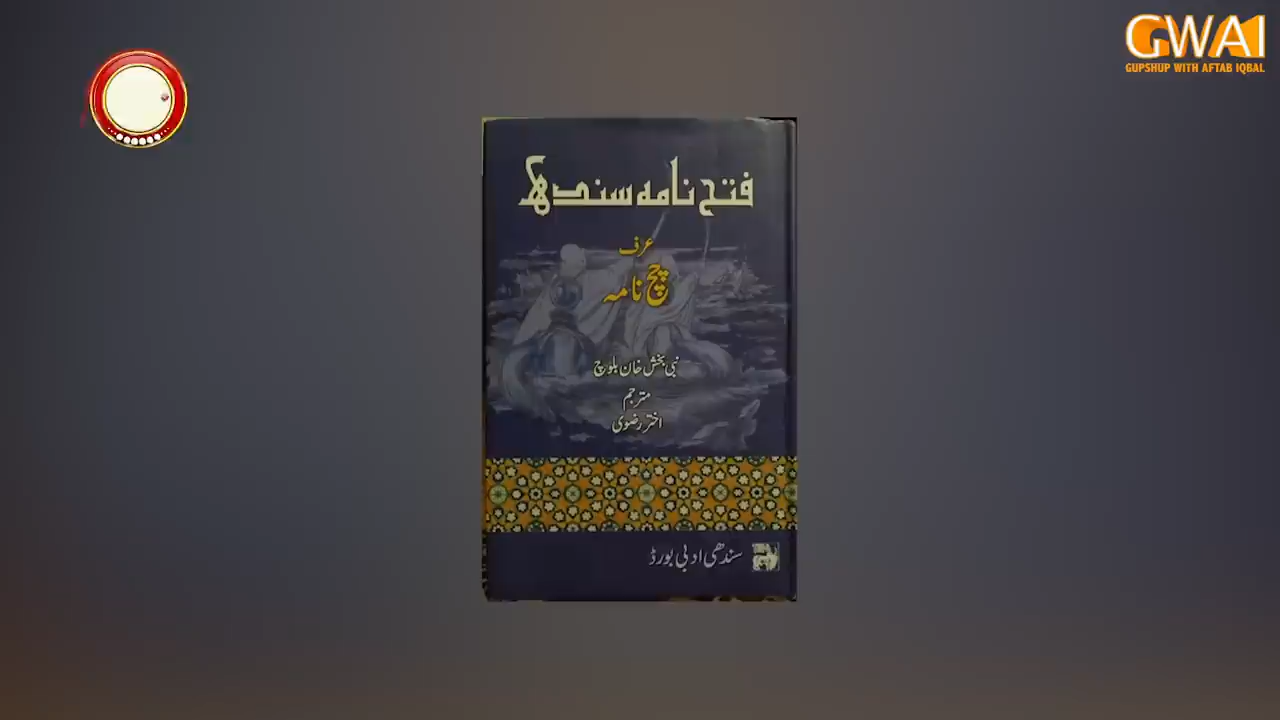 GWAI
GUPSHUP WITH AFTAB IQBAL
فتح نامہ سندھ
عرف
چچ نامہ
نبی بخش خان بلوچ
مترجم
اختر رضوی
سندھی ادبی بورڈ